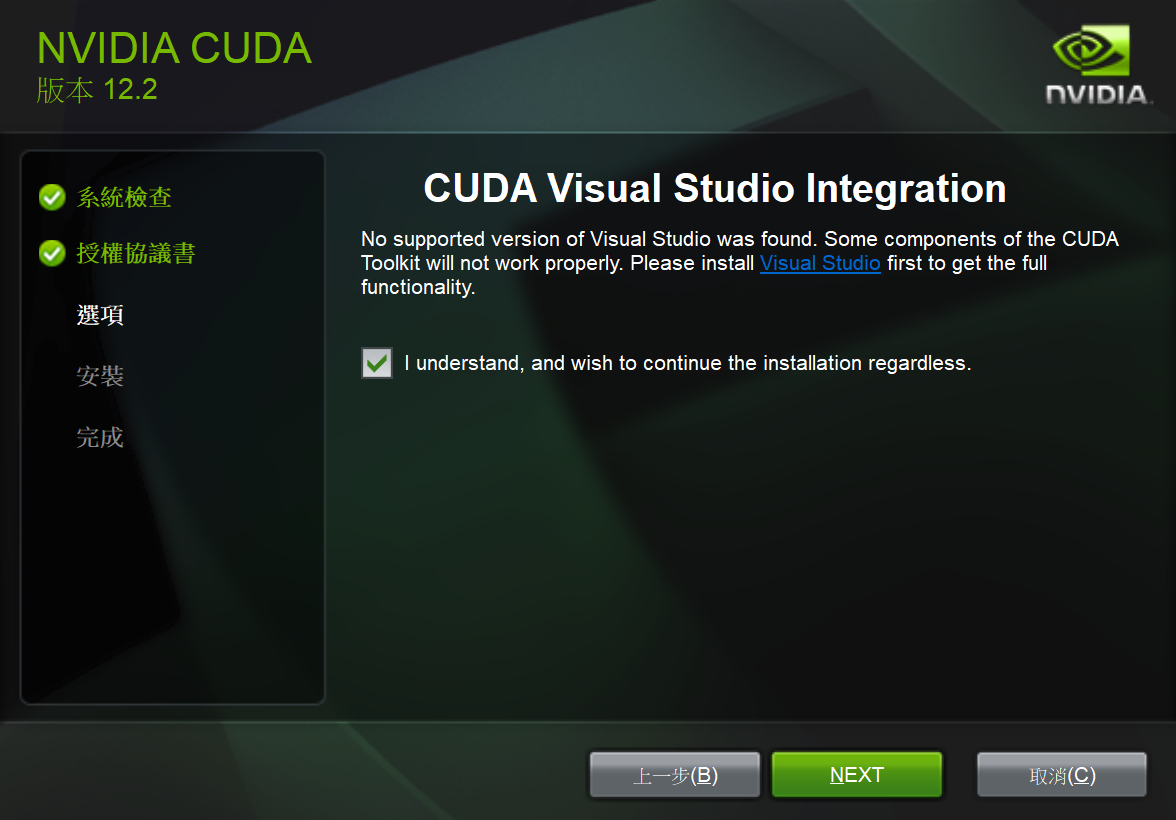 NVIDIA CUDA
版本 12.2
NVIDIA
系統檢查
授權協議書
選項
安裝
完成
CUDA Visual Studio Integration
No supported version of Visual Studio was found. Some components of the CUDA
Toolkit will not work properly. Please install Visual Studio first to get the full
functionality.
I understand, and wish to continue the installation regardless.
上一步(B)
NEXT
取消(C)